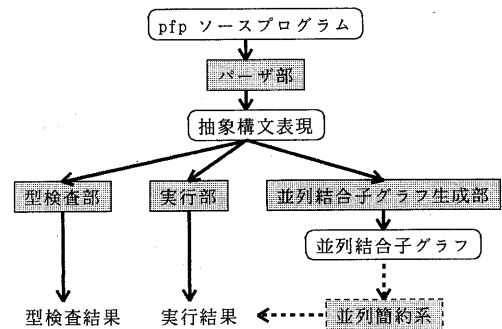 pfp ソースプログラム
パーザ部
抽象構文表現
型検査部
実行部
並列結合子グラフ生成部
並列結合子グラフ
型検査結果
実行結果
並列簡約系